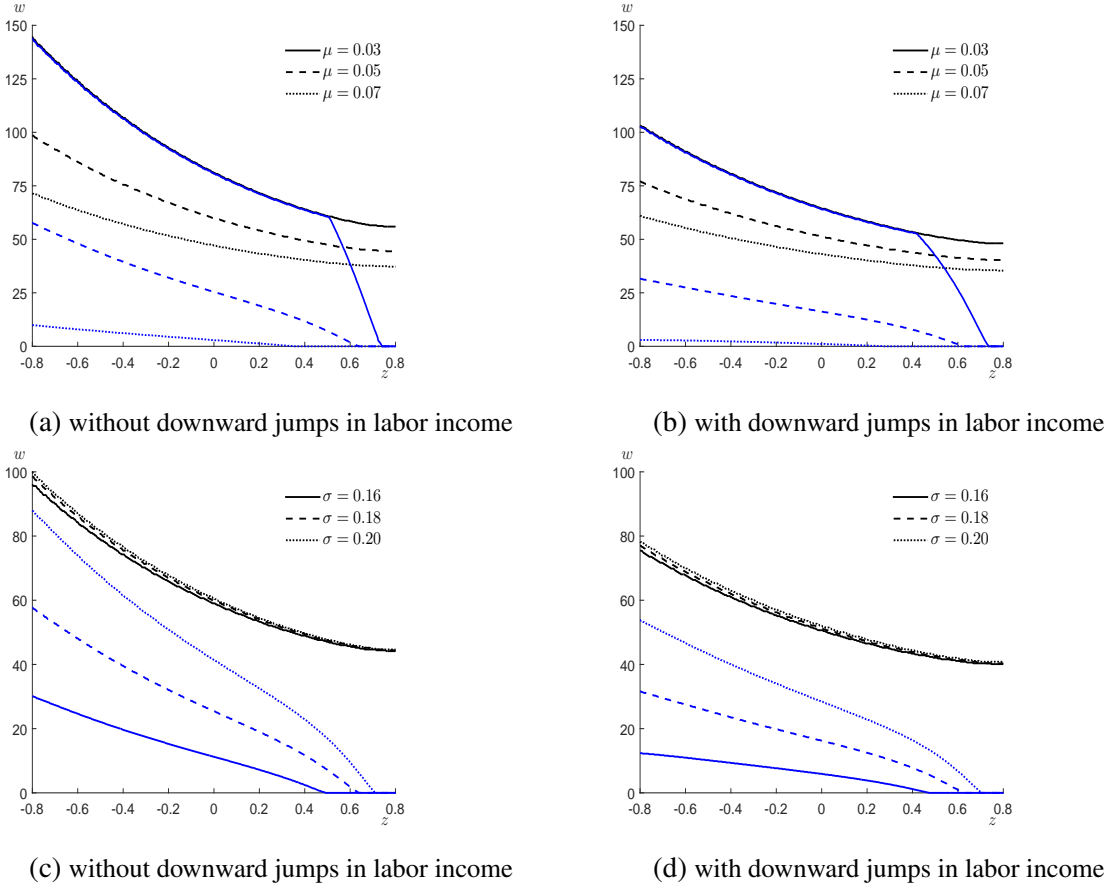 w
150
125
100
75
50
25
0
-0.8 -0.6 -0.4 -0.2 0 0.2 0.4 0.6 0.8
z
μ = 0.03
μ = 0.05
μ = 0.07
(a) without downward jumps in labor income
w
150
125
100
75
50
25
0
-0.8 -0.6 -0.4 -0.2 0 0.2 0.4 0.6 0.8
z
μ = 0.03
μ = 0.05
μ = 0.07
(b) with downward jumps in labor income
w
100
80
60
40
20
0
-0.8 -0.6 -0.4 -0.2 0 0.2 0.4 0.6 0.8
z
σ = 0.16
σ = 0.18
σ = 0.20
(c) without downward jumps in labor income
w
100
80
60
40
20
0
-0.8 -0.6 -0.4 -0.2 0 0.2 0.4 0.6 0.8
z
σ = 0.16
σ = 0.18
σ = 0.20
(d) with downward jumps in labor income